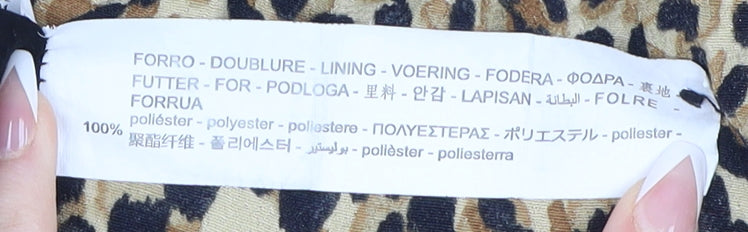 FORRO - DOUBLURE - LINING - VOERING - FODERA - ΦΟΔΡΑ - 裏地 -
FUTTER - FOR - PODLOGA - 里料 - 안감 - LAPISAN - البطانة - FOLRE -
FORRUA
100% poliéster - polyester - poliestere - ΠΟΛΥΕΣΤΕΡΑΣ - ポリエステル - poliester -
聚酯纤维 - 폴리에스터 - بوليستير - polièster - poliesterra